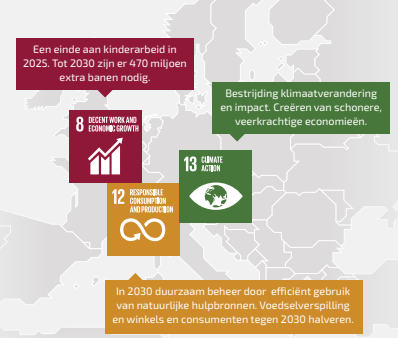 Een einde aan kinderarbeid in
2025. Tot 2030 zijn er 470 miljoen
extra banen nodig.
Bestrijding klimaatverandering
en impact. Creëren van schonere,
veerkrachtige economieën.
8 DECENT WORK AND
ECONOMIC GROWTH
13 CLIMATE
ACTION
12 RESPONSIBLE
CONSUMPTION
AND PRODUCTION
In 2030 duurzaam beheer door efficiënt gebruik
van natuurlijke hulpbronnen. Voedselverspilling
en winkels en consumenten tegen 2030 halveren.